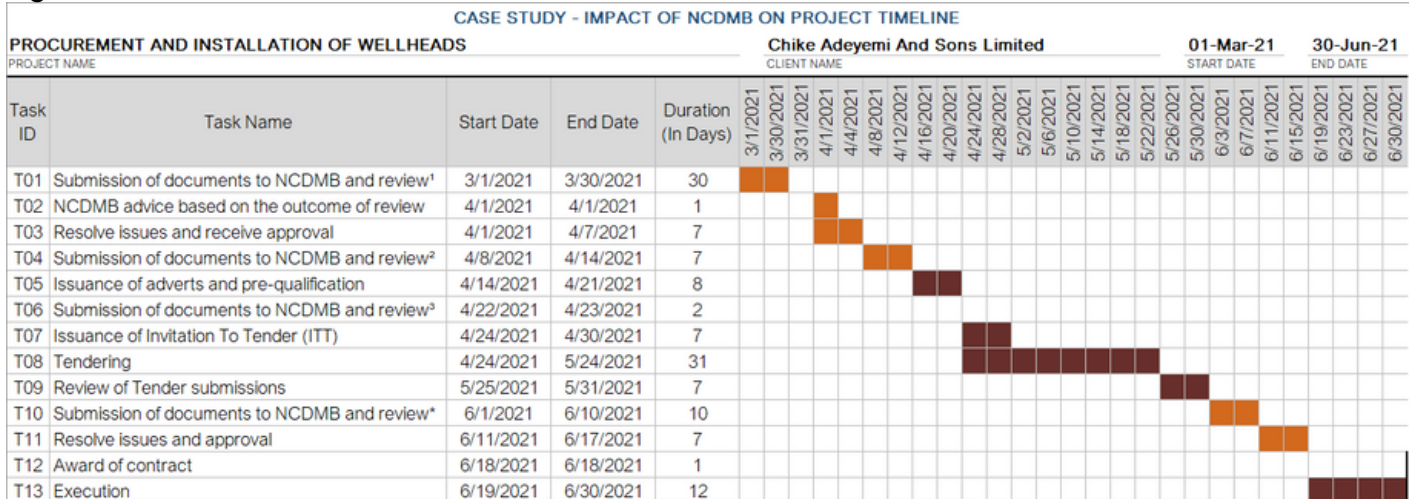 CASE STUDY - IMPACT OF NCDMB ON PROJECT TIMELINE
PROCUREMENT AND INSTALLATION OF WELLHEADS Chike Adeyemi And Sons Limited 01-Mar-21 30-Jun-21
PROJECT NAME CLIENT NAME START DATE END DATE
Task ID Task Name Start Date End Date Duration (In Days) 3/1/2021 3/30/2021 3/31/2021 4/1/2021 4/4/2021 4/8/2021 4/12/2021 4/16/2021 4/20/2021 4/24/2021 4/28/2021 5/2/2021 5/6/2021 5/10/2021 5/14/2021 5/18/2021 5/22/2021 5/26/2021 5/30/2021 6/3/2021 6/7/2021 6/11/2021 6/15/2021 6/19/2021 6/23/2021 6/27/2021 6/30/2021
T01 Submission of documents to NCDMB and review¹ 3/1/2021 3/30/2021 30
T02 NCDMB advice based on the outcome of review 4/1/2021 4/1/2021 1
T03 Resolve issues and receive approval 4/1/2021 4/7/2021 7
T04 Submission of documents to NCDMB and review² 4/8/2021 4/14/2021 7
T05 Issuance of adverts and pre-qualification 4/14/2021 4/21/2021 8
T06 Submission of documents to NCDMB and review³ 4/22/2021 4/23/2021 2
T07 Issuance of Invitation To Tender (ITT) 4/24/2021 4/30/2021 7
T08 Tendering 4/24/2021 5/24/2021 31
T09 Review of Tender submissions 5/25/2021 5/31/2021 7
T10 Submission of documents to NCDMB and review⁴ 6/1/2021 6/10/2021 10
T11 Resolve issues and approval 6/11/2021 6/17/2021 7
T12 Award of contract 6/18/2021 6/18/2021 1
T13 Execution 6/19/2021 6/30/2021 12